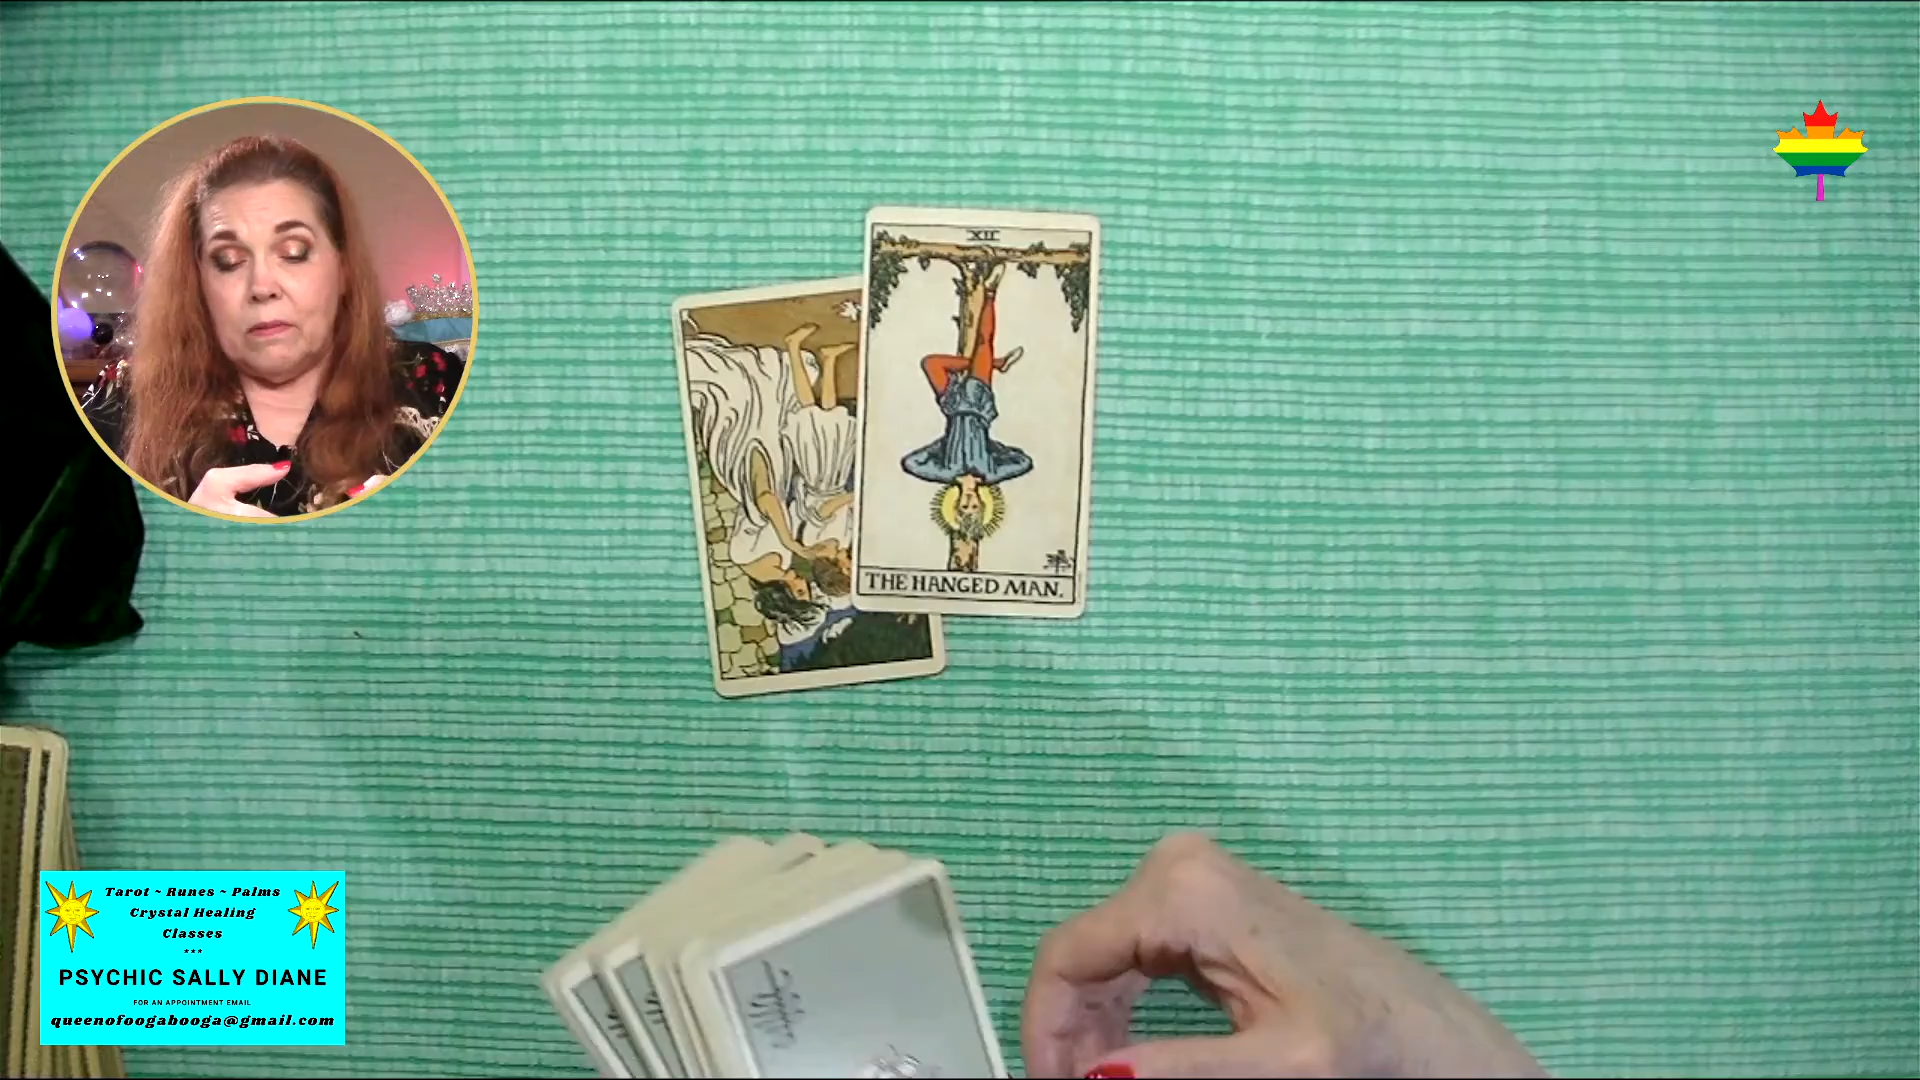 XII
THE HANGED MAN.
Tarot ~ Runes ~ Palms
Crystal Healing
Classes
***
PSYCHIC SALLY DIANE
FOR AN APPOINTMENT EMAIL
queenofoogabooga@gmail.com